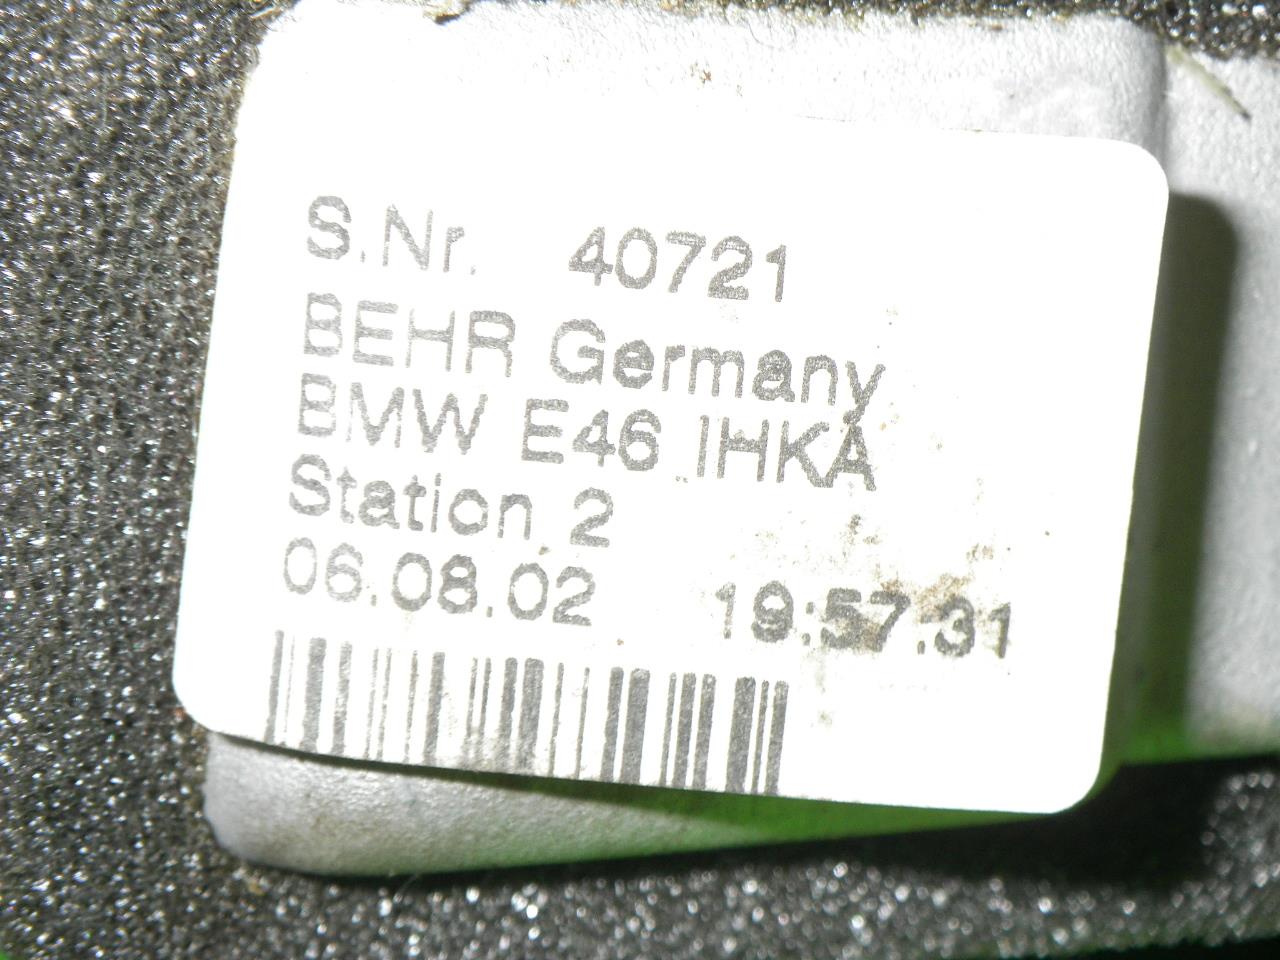 S.Nr. 40721
BEHR Germany
BMW E46 IHKA
Station 2
06.08.02 19:57:31